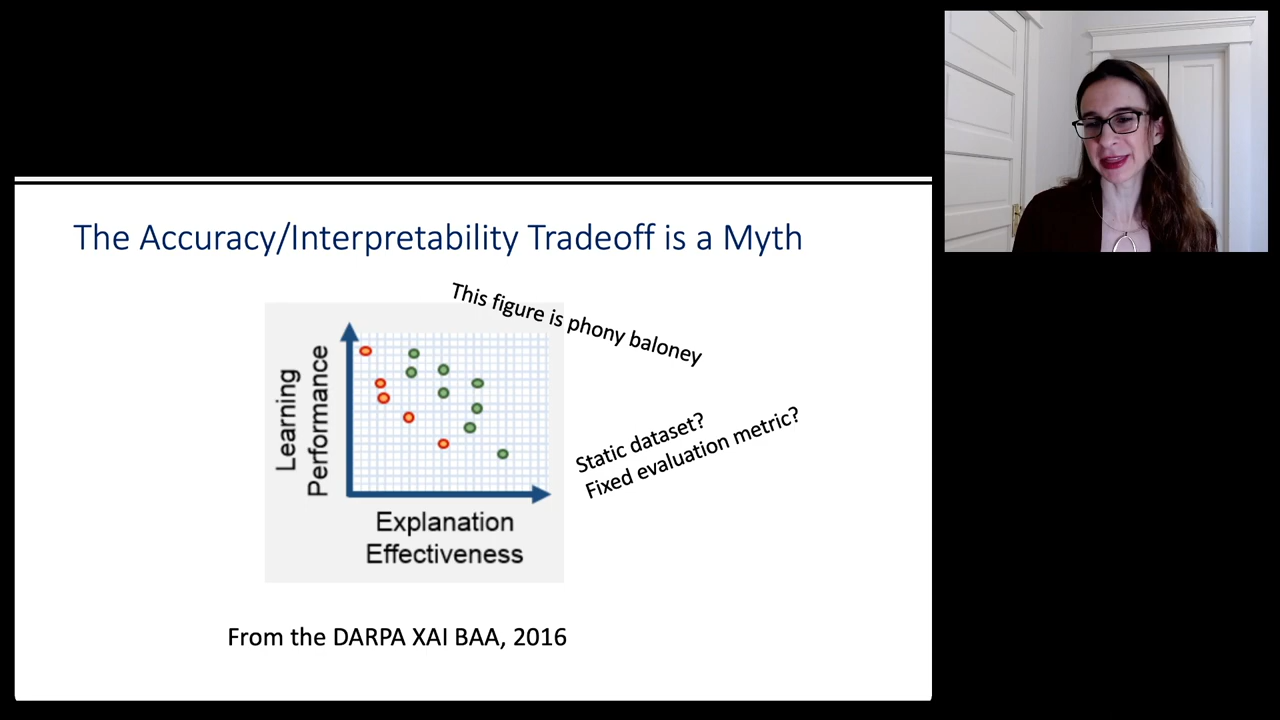 The Accuracy/Interpretability Tradeoff is a Myth
This figure is phony baloney
Learning
Performance
Static dataset?
Fixed evaluation metric?
Explanation
Effectiveness
From the DARPA XAI BAA, 2016